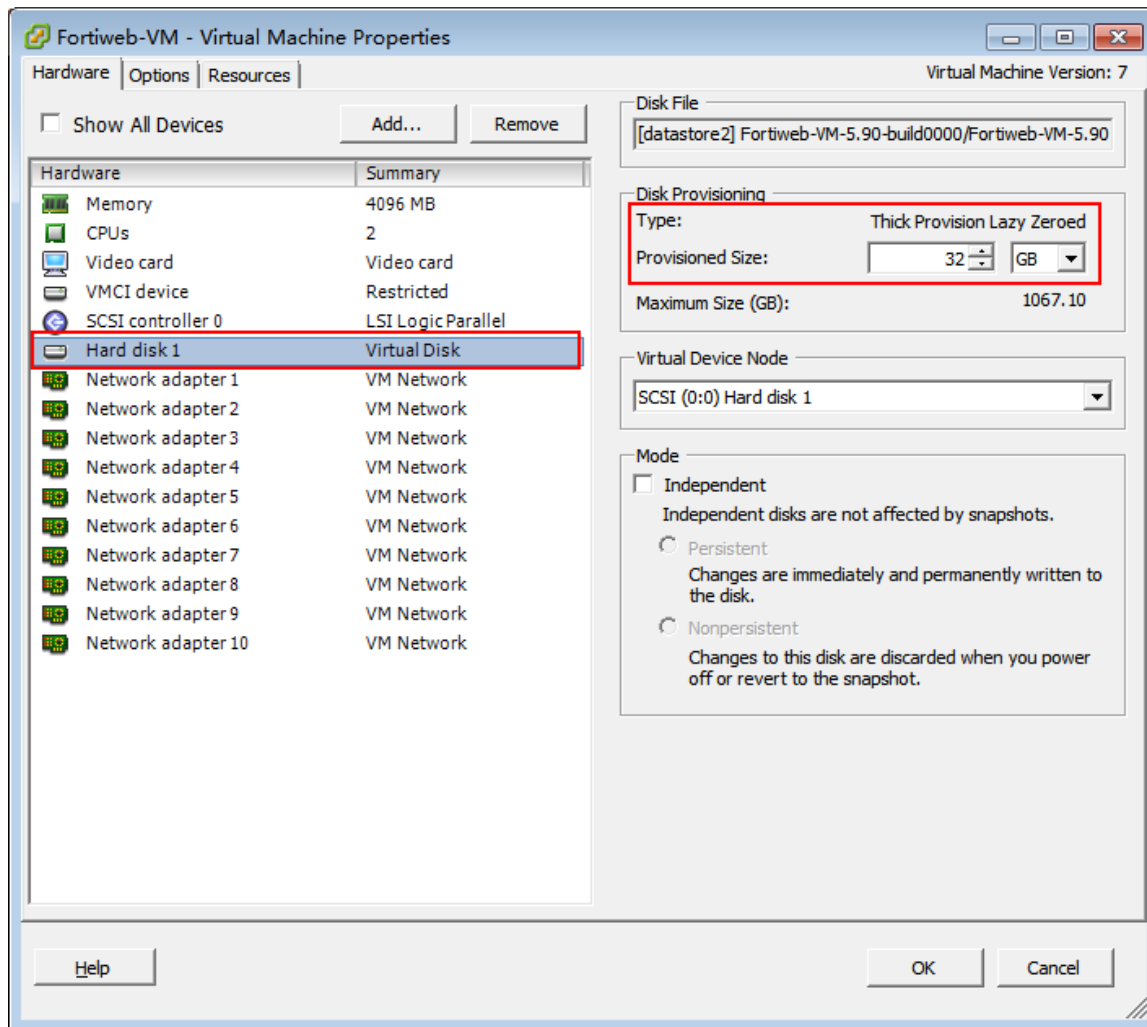 Fortiweb-VM - Virtual Machine Properties
Hardware Options Resources
Virtual Machine Version: 7
Show All Devices
Add... Remove
Hardware Summary
Memory 4096 MB
CPUs 2
Video card Video card
VMCI device Restricted
SCSI controller 0 LSI Logic Parallel
Hard disk 1 Virtual Disk
Network adapter 1 VM Network
Network adapter 2 VM Network
Network adapter 3 VM Network
Network adapter 4 VM Network
Network adapter 5 VM Network
Network adapter 6 VM Network
Network adapter 7 VM Network
Network adapter 8 VM Network
Network adapter 9 VM Network
Network adapter 10 VM Network
Disk File
[datastore2] Fortiweb-VM-5.90-build0000/Fortiweb-VM-5.90
Disk Provisioning
Type: Thick Provision Lazy Zeroed
Provisioned Size: 32 GB
Maximum Size (GB): 1067.10
Virtual Device Node
SCSI (0:0) Hard disk 1
Mode
Independent
Independent disks are not affected by snapshots.
Persistent
Changes are immediately and permanently written to
the disk.
Nonpersistent
Changes to this disk are discarded when you power
off or revert to the snapshot.
Help
OK Cancel